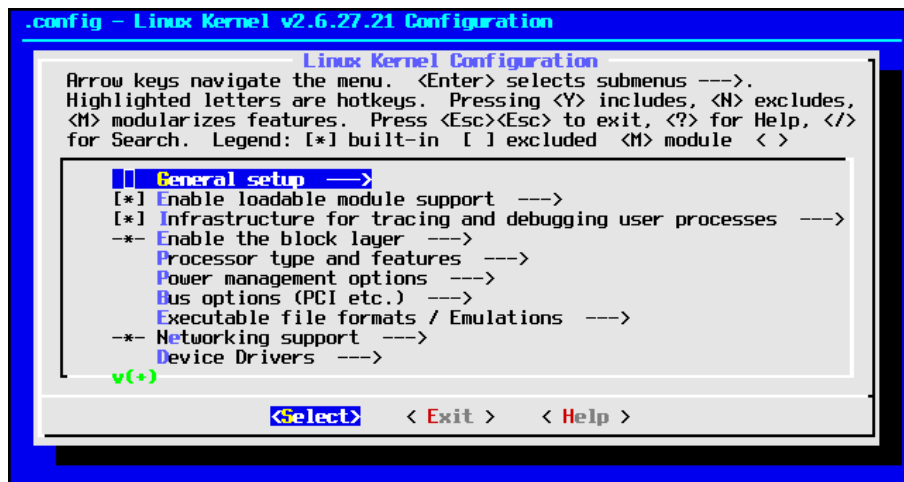 .config - Linux Kernel v2.6.27.21 Configuration
Linux Kernel Configuration
Arrow keys navigate the menu.  <Enter> selects submenus --->.
Highlighted letters are hotkeys.  Pressing <Y> includes, <N> excludes,
<M> modularizes features.  Press <Esc><Esc> to exit, <?> for Help, </>
for Search.  Legend: [*] built-in  [ ] excluded  <M> module  < >
General setup  --->
[*] Enable loadable module support  --->
[*] Infrastructure for tracing and debugging user processes  --->
-*- Enable the block layer  --->
Processor type and features  --->
Power management options  --->
Bus options (PCI etc.)  --->
Executable file formats / Emulations  --->
-*- Networking support  --->
Device Drivers  --->
v(+)
<Select>    < Exit >    < Help >